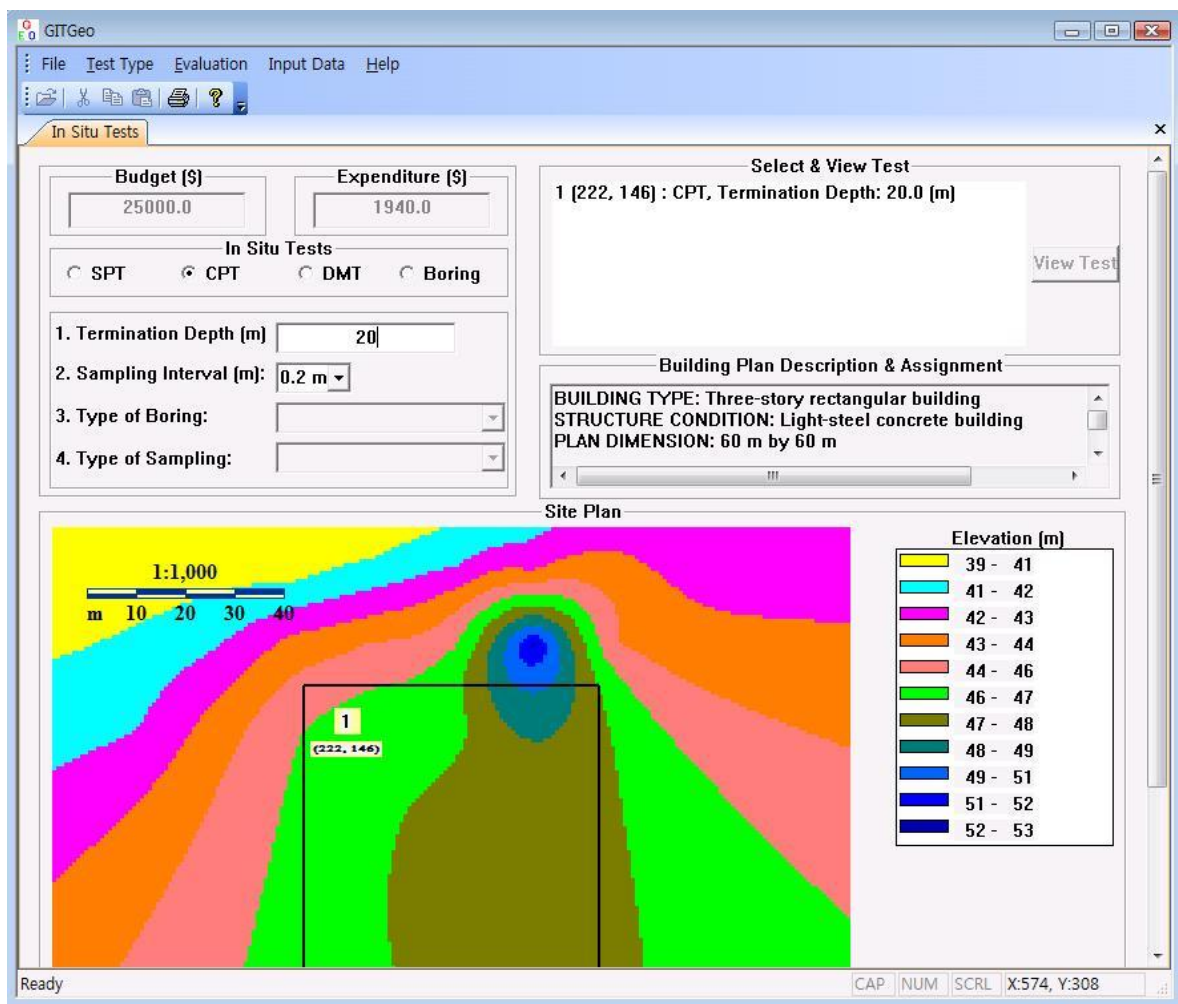 GITGeo
File Test Type Evaluation Input Data Help
In Situ Tests
Budget ($)
25000.0
Expenditure ($)
1940.0
In Situ Tests
SPT CPT DMT Boring
1. Termination Depth (m) 20
2. Sampling Interval (m): 0.2 m
3. Type of Boring:
4. Type of Sampling:
Select & View Test
1 (222, 146) : CPT, Termination Depth: 20.0 (m)
View Test
Building Plan Description & Assignment
BUILDING TYPE: Three-story rectangular building
STRUCTURE CONDITION: Light-steel concrete building
PLAN DIMENSION: 60 m by 60 m
Site Plan
1:1,000
m 10 20 30 40
1
(222, 146)
Elevation (m)
39 - 41
41 - 42
42 - 43
43 - 44
44 - 46
46 - 47
47 - 48
48 - 49
49 - 51
51 - 52
52 - 53
Ready
CAP NUM SCRL X:574, Y:308